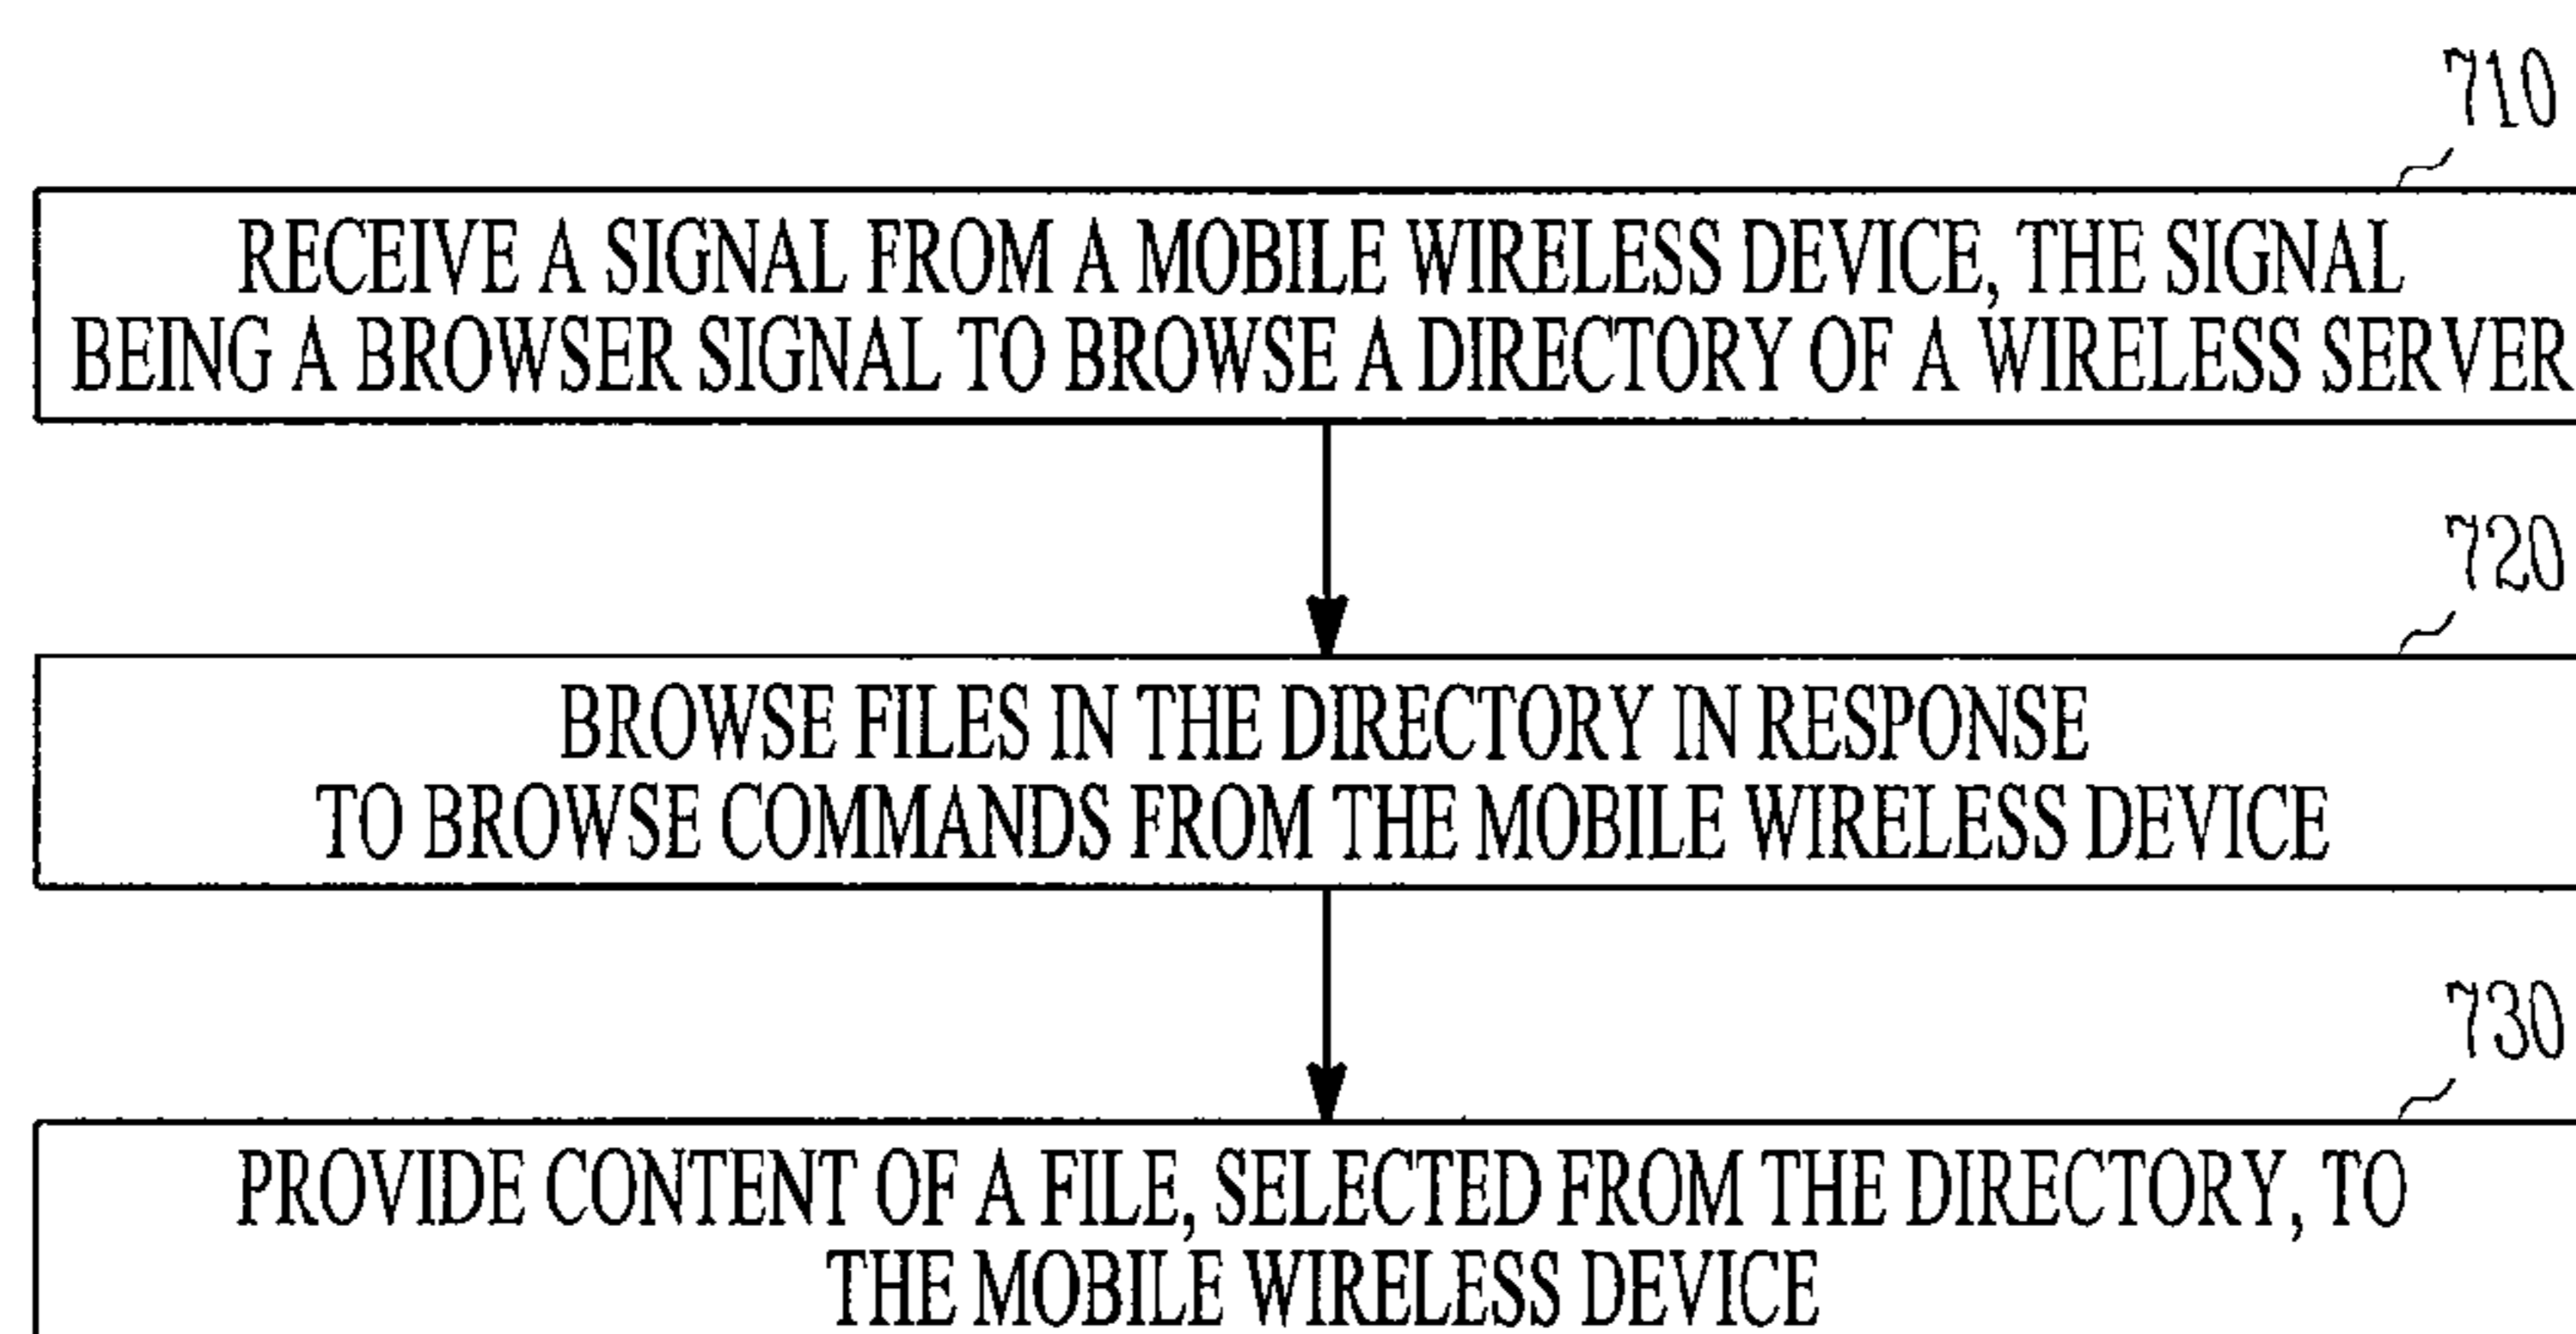 710
RECEIVE A SIGNAL FROM A MOBILE WIRELESS DEVICE, THE SIGNAL
BEING A BROWSER SIGNAL TO BROWSE A DIRECTORY OF A WIRELESS SERVER
720
BROWSE FILES IN THE DIRECTORY IN RESPONSE
TO BROWSE COMMANDS FROM THE MOBILE WIRELESS DEVICE
730
PROVIDE CONTENT OF A FILE, SELECTED FROM THE DIRECTORY, TO
THE MOBILE WIRELESS DEVICE